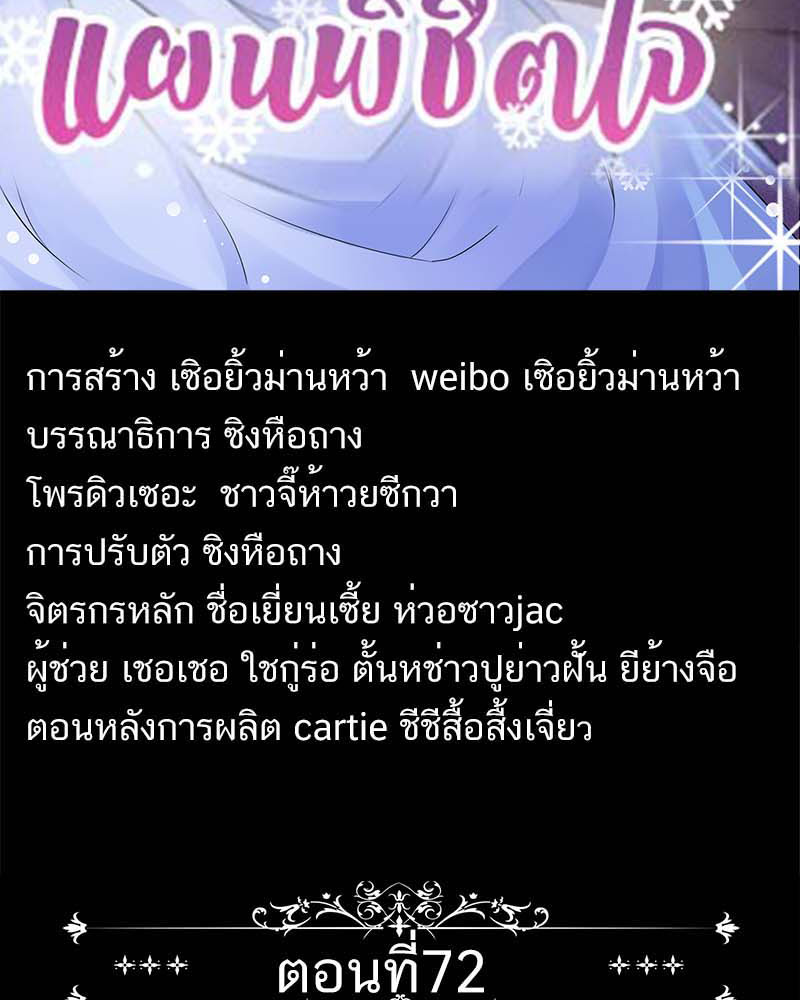 แผนพิชิตใจ
การสร้าง เซิอยิ้วม่านหว้า weibo เซิอยิ้วม่านหว้า
บรรณาธิการ ซิงหือถาง
โพรดิวเซอะ ชาวจี๊ห้าวยซีกวา
การปรับตัว ซิงหือถาง
จิตรกรหลัก ชื่อเยี่ยนเซี้ย ห่วอซาวjac
ผู้ช่วย เชอเชอ ใชกู่ร่อ ตั้นหช่าวปูย่าวฝั้น ยีย้างจือ
ตอนหลังการผลิต cartie ชีชีสื้อสื้งเจี่ยว
ตอนที่72